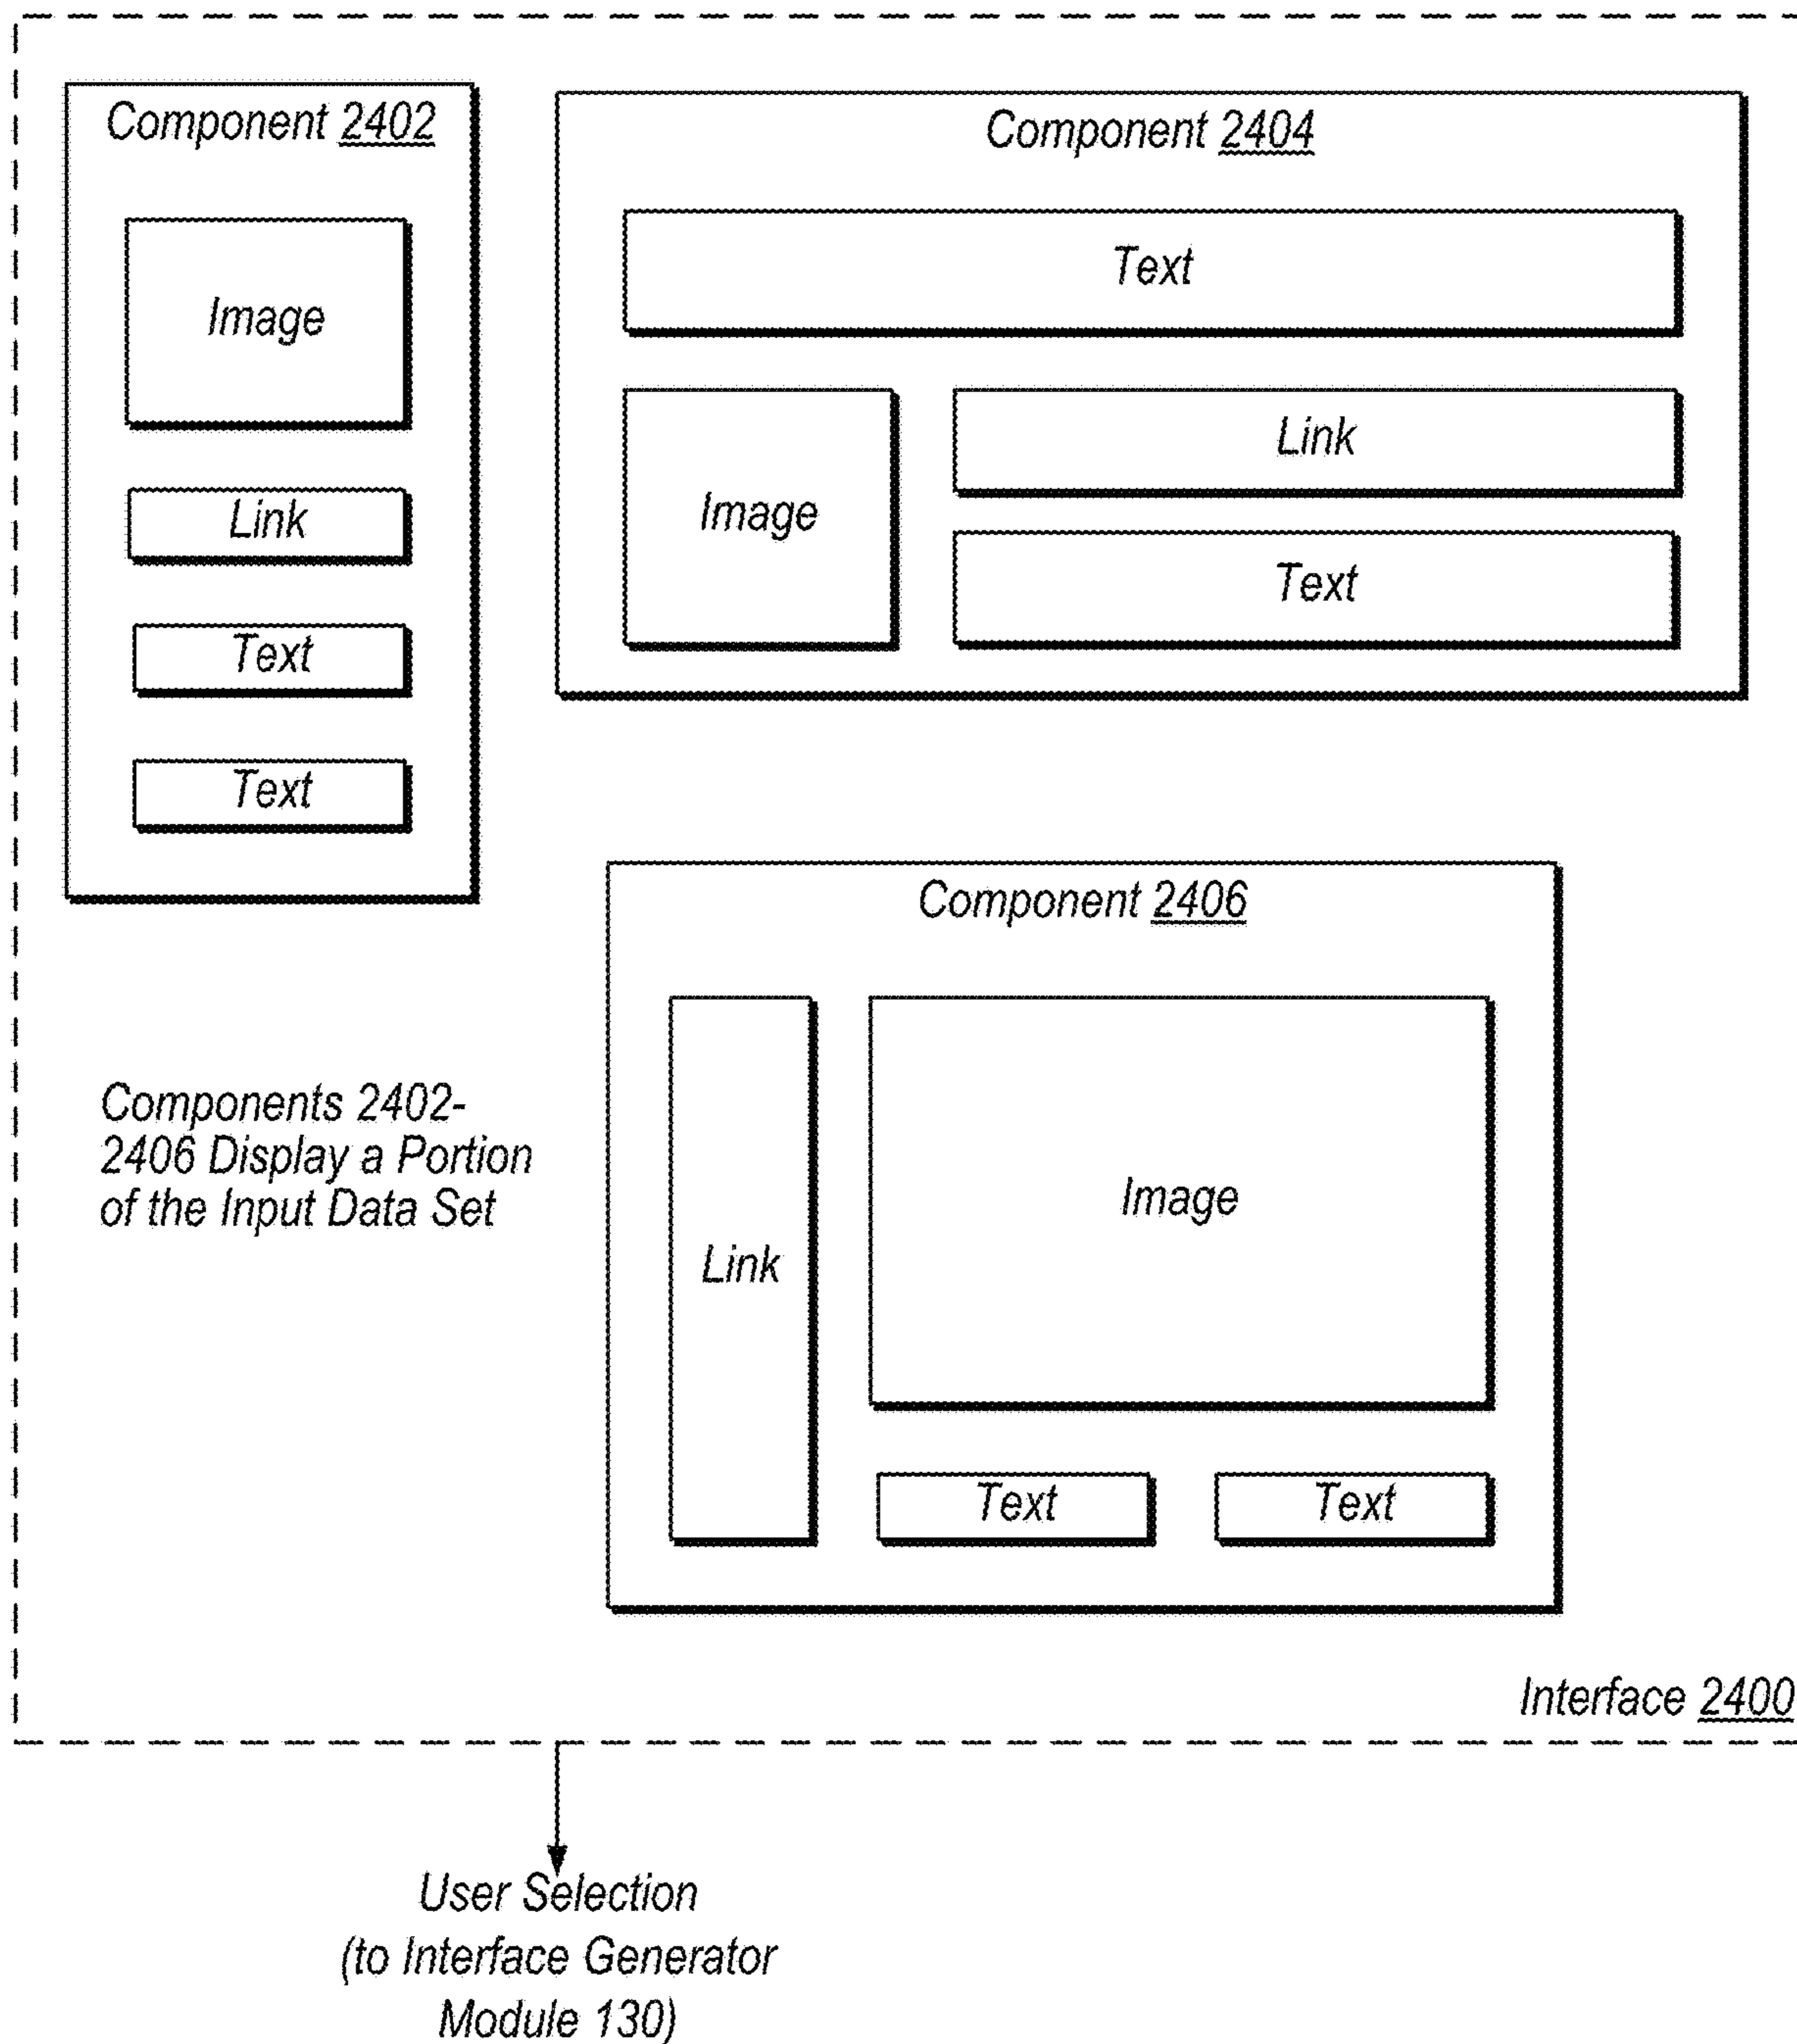 Component 2402
Image
Link
Text
Text
Component 2404
Text
Image
Link
Text
Component 2406
Link
Image
Text
Text
Components 2402-
2406 Display a Portion
of the Input Data Set
Interface 2400
User Selection
(to Interface Generator
Module 130)